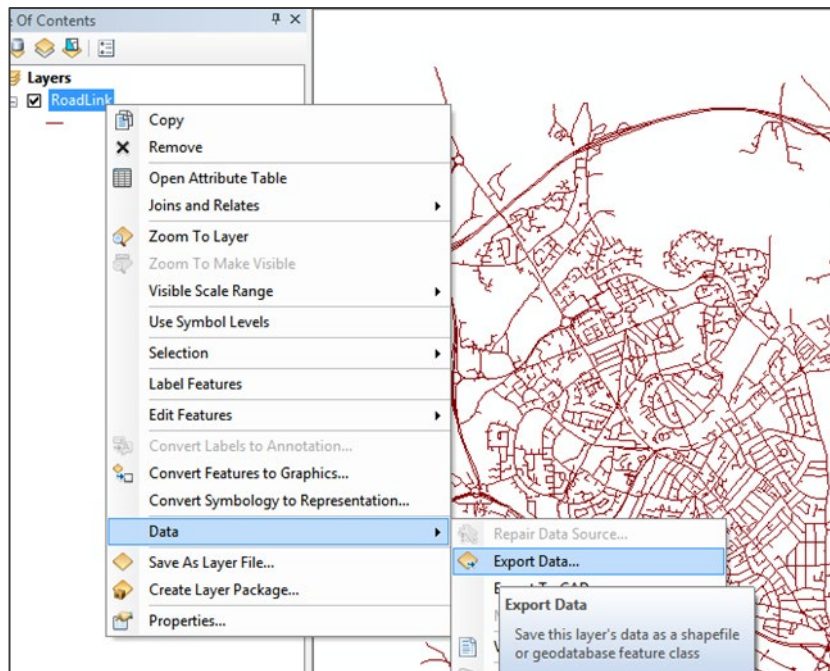 Of Contents
Layers
RoadLink
Copy
Remove
Open Attribute Table
Joins and Relates
Zoom To Layer
Zoom To Make Visible
Visible Scale Range
Use Symbol Levels
Selection
Label Features
Edit Features
Convert Labels to Annotation...
Convert Features to Graphics...
Convert Symbology to Representation...
Data
Save As Layer File...
Create Layer Package...
Properties...
Repair Data Source...
Export Data...
Export Data
Save this layer's data as a shapefile
or geodatabase feature class